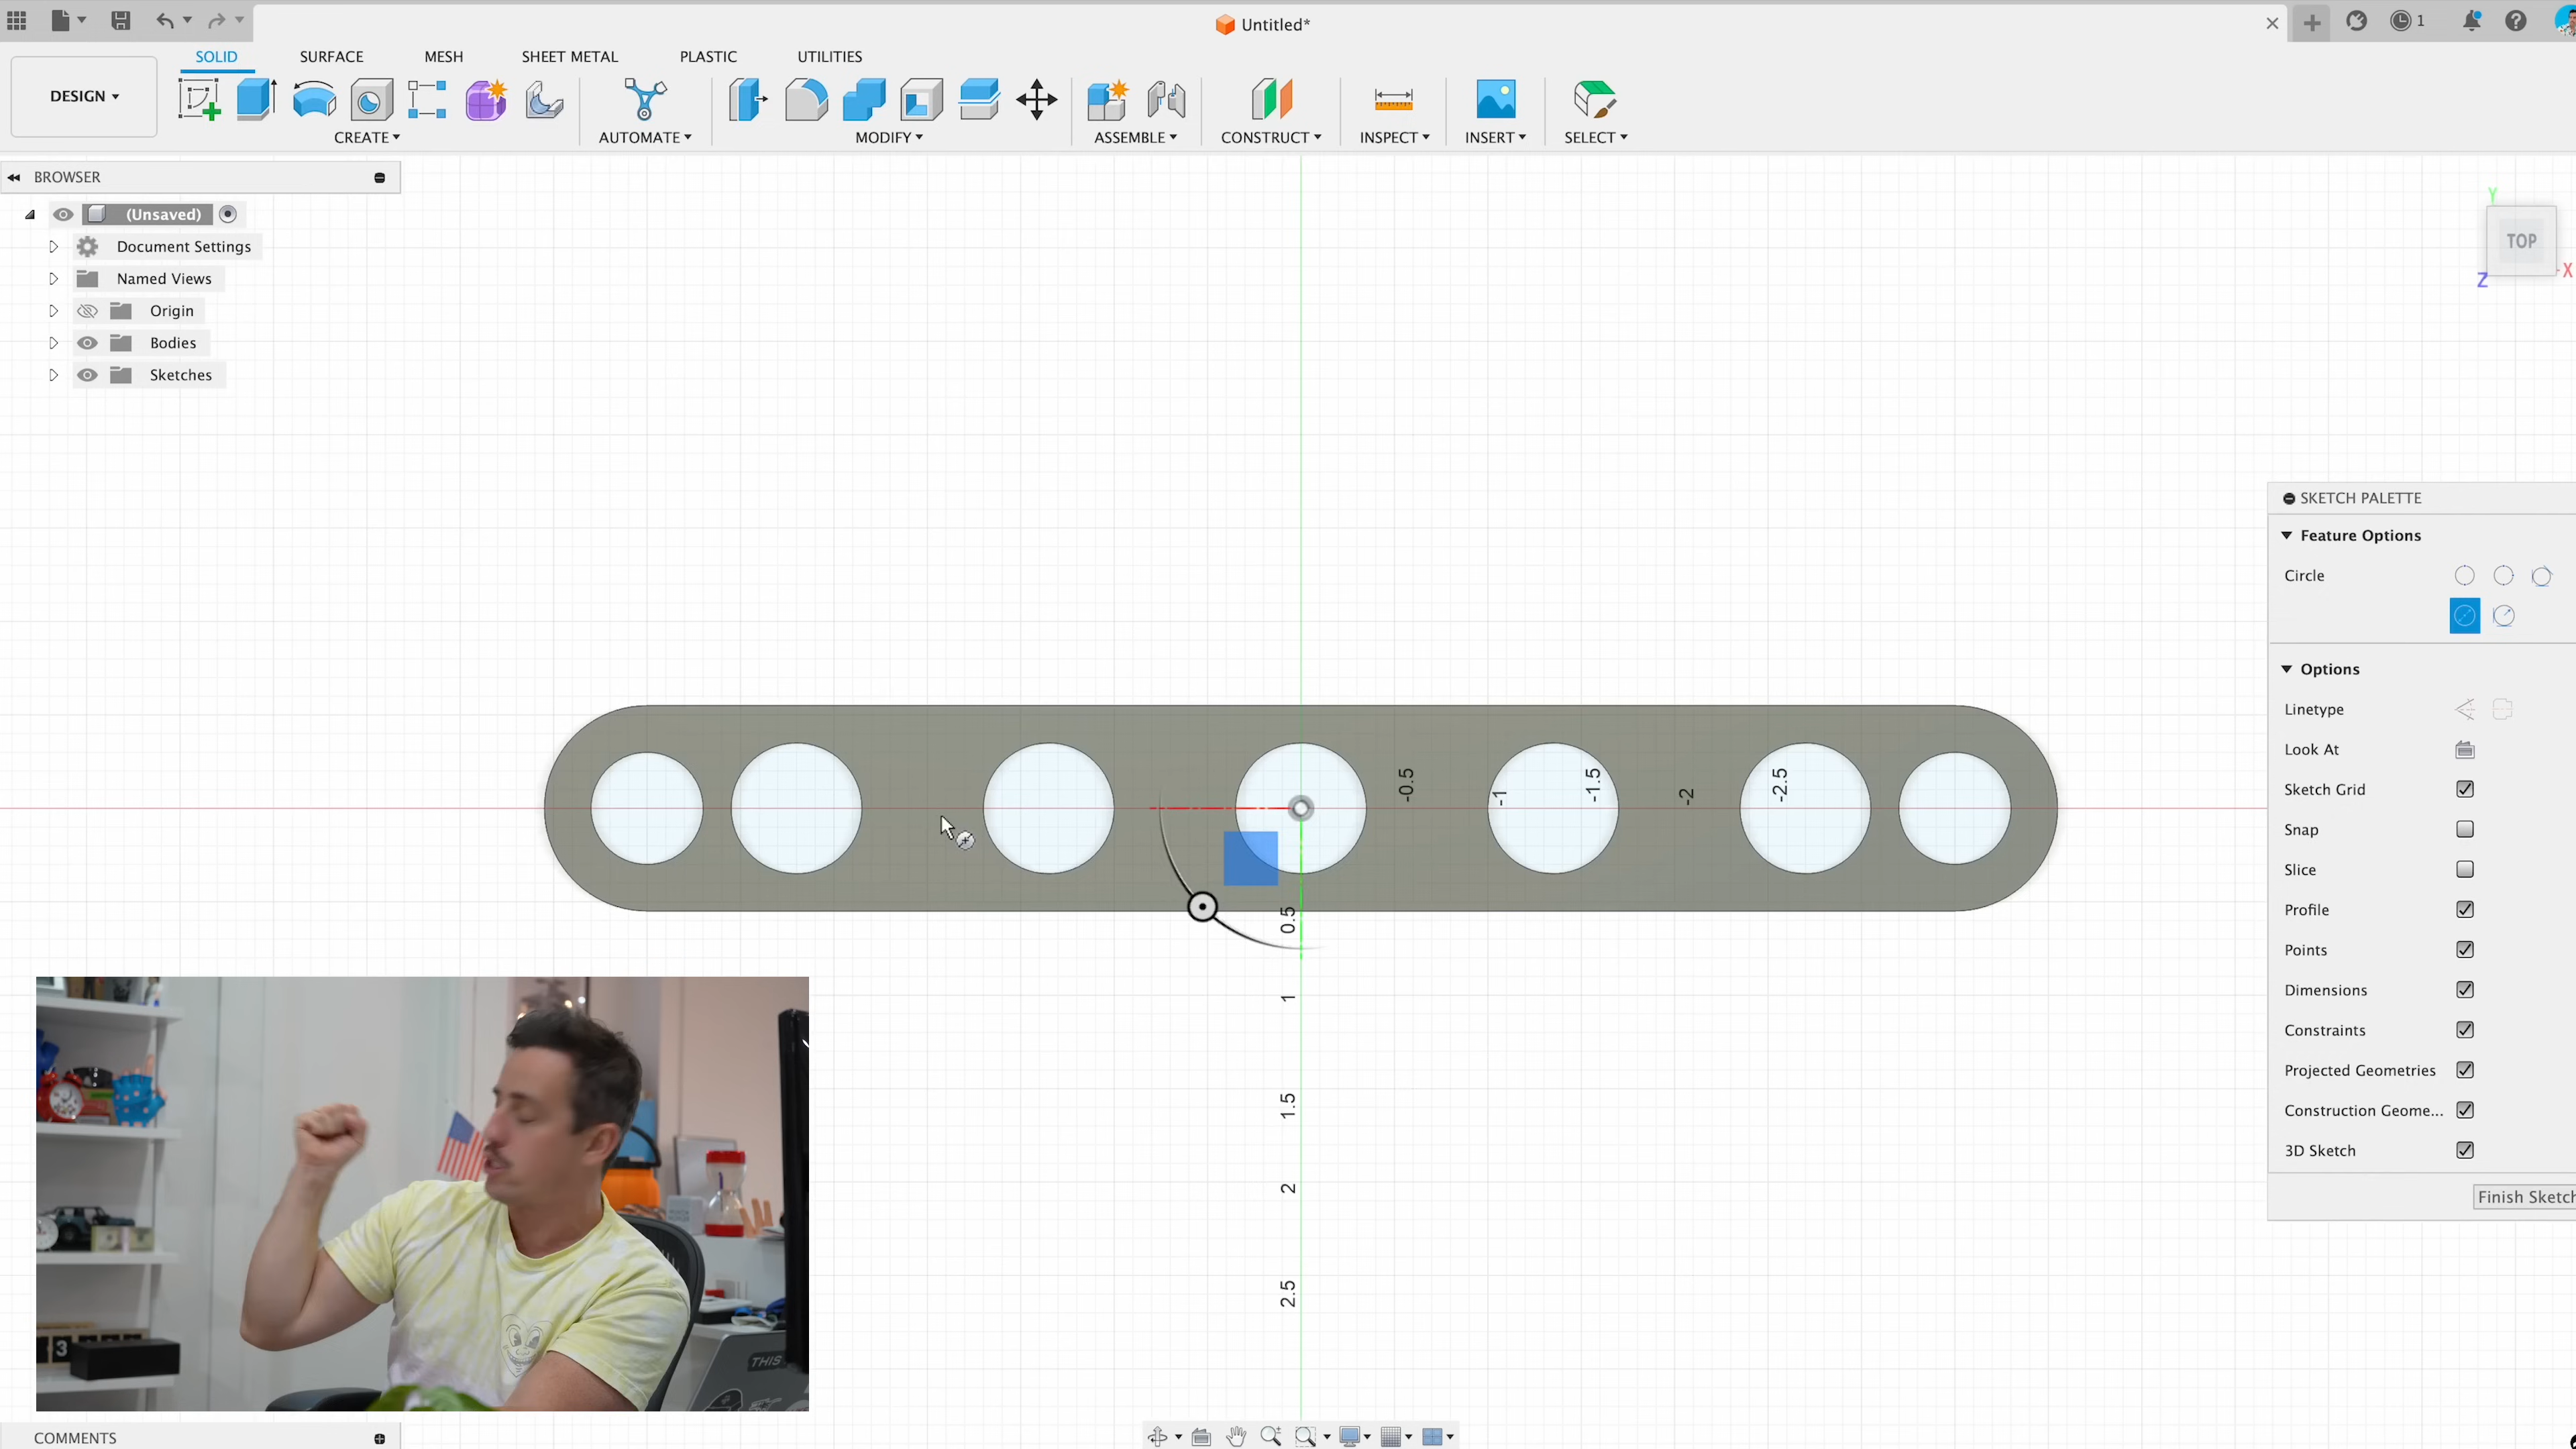 Untitled*
1
DESIGN
SOLID
SURFACE
MESH
SHEET METAL
PLASTIC
UTILITIES
CREATE
AUTOMATE
MODIFY
ASSEMBLE
CONSTRUCT
INSPECT
INSERT
SELECT
BROWSER
(Unsaved)
Document Settings
Named Views
Origin
Bodies
Sketches
Y
TOP
X
Z
SKETCH PALETTE
Feature Options
Circle
Options
Linetype
Look At
Sketch Grid
Snap
Slice
Profile
Points
Dimensions
Constraints
Projected Geometries
Construction Geome...
3D Sketch
Finish Sketch
-0.5
-1
-1.5
-2
-2.5
0.5
1
1.5
2
2.5
3
THIS
COMMENTS